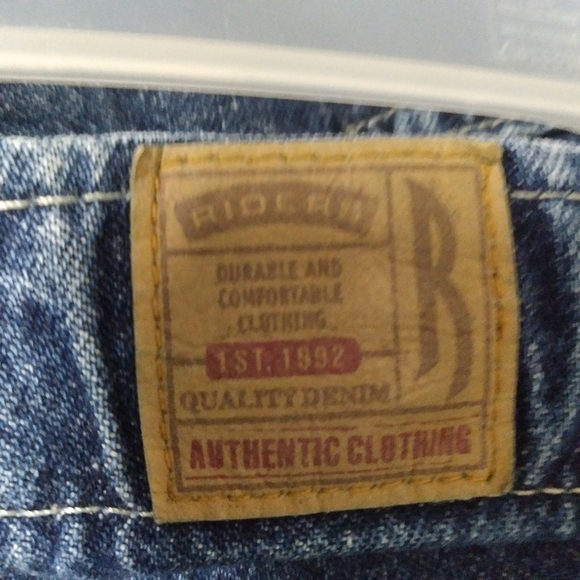 RIDERS
R
DURABLE AND
COMFORTABLE
CLOTHING
EST. 1992
QUALITY DENIM
AUTHENTIC CLOTHING